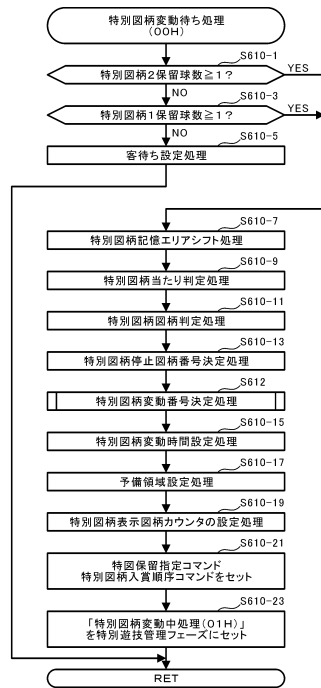 特別図柄変動待ち処理
(00H)
S610-1
特別図柄2保留球数≧1?
YES
NO
S610-3
特別図柄1保留球数≧1?
YES
NO
S610-5
客待ち設定処理
S610-7
特別図柄記憶エリアシフト処理
S610-9
特別図柄当たり判定処理
S610-11
特別図柄図柄判定処理
S610-13
特別図柄停止図柄番号決定処理
S612
特別図柄変動番号決定処理
S610-15
特別図柄変動時間設定処理
S610-17
予備領域設定処理
S610-19
特別図柄表示図柄カウンタの設定処理
S610-21
特図保留指定コマンド
特別図柄入賞順序コマンドをセット
S610-23
「特別図柄変動中処理(01H)」
を特別遊技管理フェーズにセット
RET